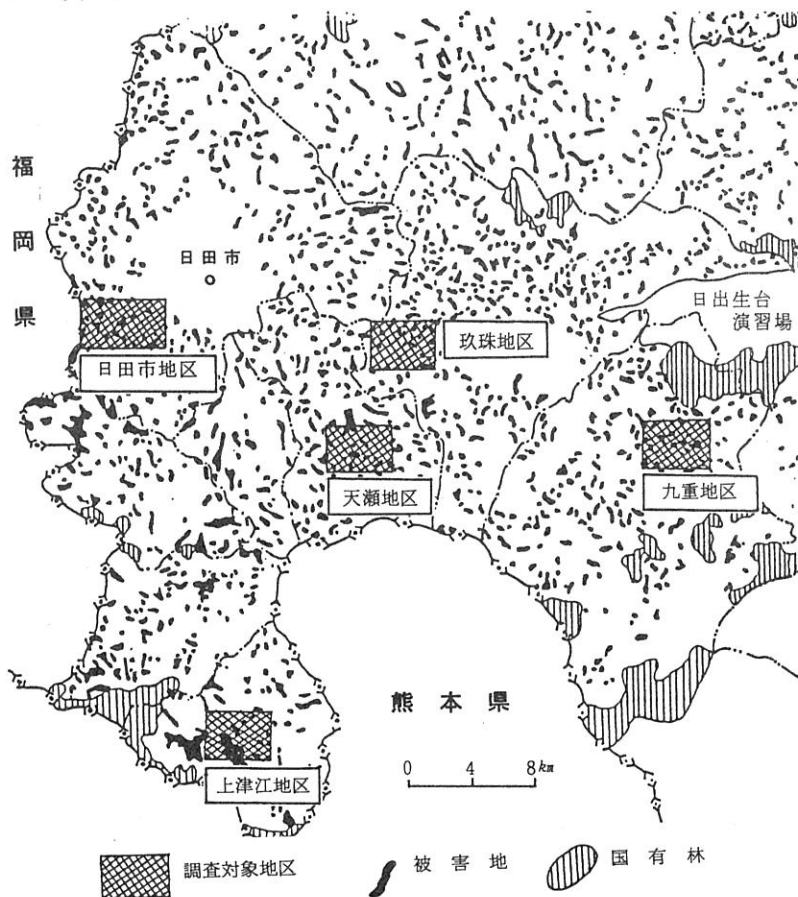 福岡県
日田市
日出生台
演習場
日田市地区
玖珠地区
天瀬地区
九重地区
熊本県
上津江地区
0 4 8㎞
調査対象地区
被害地
国有林